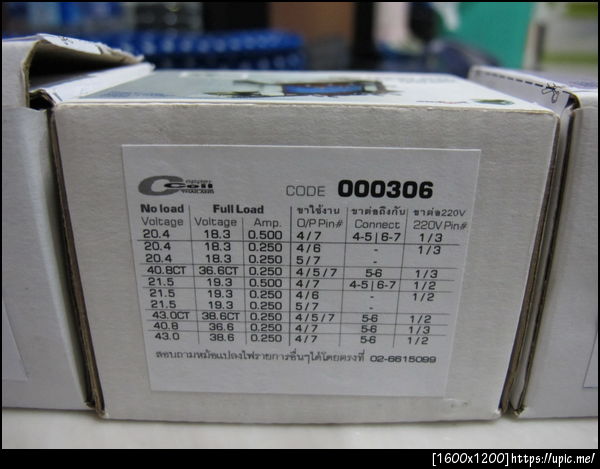 Copper
Coil
THAILAND
CODE 000306
No load Full Load ขาใช้งาน ขาต่อถึงกัน ขาต่อ220V
Voltage Voltage Amp. O/P Pin# Connect 220V Pin#
20.4 18.3 0.500 4/7 4-5|6-7 1/3
20.4 18.3 0.250 4/6 - 1/3
20.4 18.3 0.250 5/7 -
40.8CT 36.6CT 0.250 4/5/7 5-6 1/3
21.5 19.3 0.500 4/7 4-5|6-7 1/2
21.5 19.3 0.250 4/6 - 1/2
21.5 19.3 0.250 5/7 -
43.0CT 38.6CT 0.250 4/5/7 5-6 1/2
40.8 36.6 0.250 4/7 5-6 1/3
43.0 38.6 0.250 4/7 5-6 1/2
สอบถามหม้อแปลงไฟรายการอื่นๆได้โดยตรงที่ 02-6615099
[1600x1200]https://upic.me/